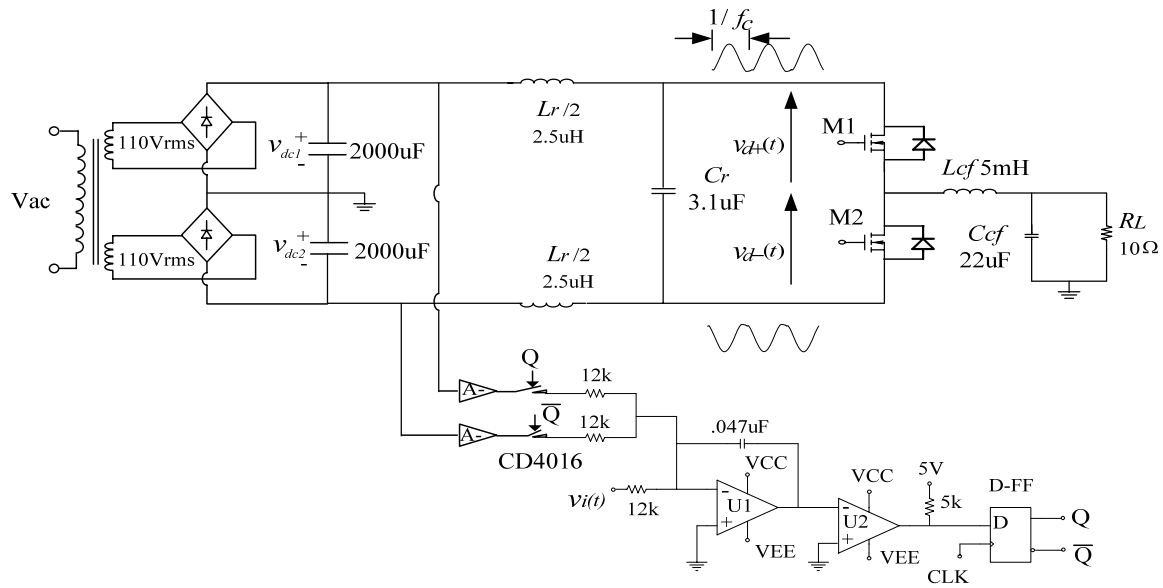 1/ fc
Lr/2
2.5uH
110Vrms
vdc1
+
-
2000uF
Vac
110Vrms
vdc2
+
-
2000uF
Cr
3.1uF
vd+(t)
vd-(t)
M1
M2
Lcf 5mH
Ccf
22uF
RL
10Ω
Lr/2
2.5uH
Q
A-
12k
Q̅
A-
12k
CD4016
.047uF
VCC
vi(t)
12k
-
U1
+
VEE
VCC
-
U2
+
VEE
5V
5k
D-FF
D
Q
Q̅
CLK